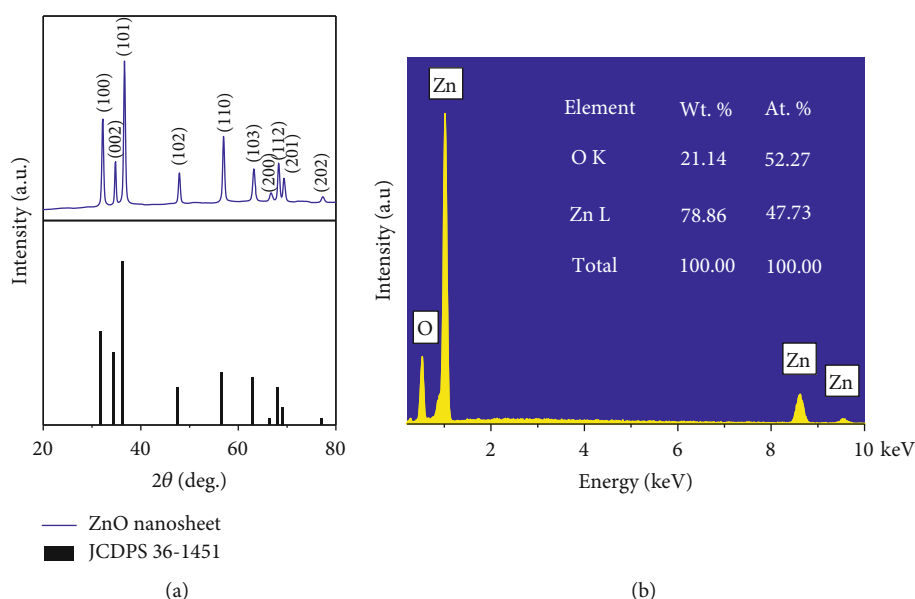 (100)
(002)
(101)
(102)
(110)
(103)
(200)
(112)
(201)
(202)
Intensity (a.u.)
20 40 60 80
2θ (deg.)
ZnO nanosheet
JCDPS 36-1451
(a)
Zn
O
Zn
Zn
Element Wt. % At. %
O K 21.14 52.27
Zn L 78.86 47.73
Total 100.00 100.00
Intensity (a.u)
2 4 6 8 10 keV
Energy (keV)
(b)